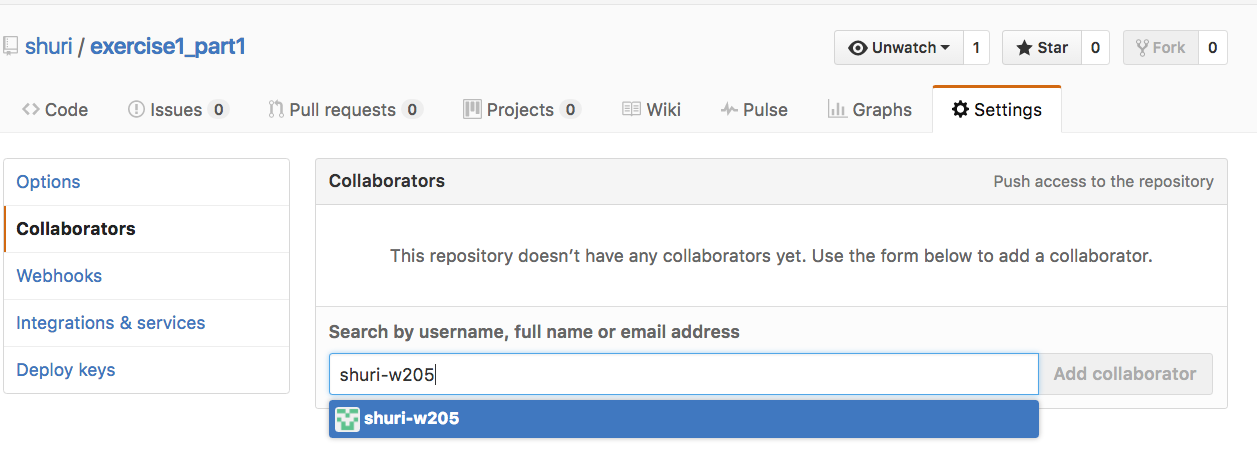 shuri / exercise1_part1
Unwatch 1 Star 0 Fork 0
Code Issues 0 Pull requests 0 Projects 0 Wiki Pulse Graphs Settings
Options
Collaborators
Webhooks
Integrations & services
Deploy keys
Collaborators Push access to the repository
This repository doesn’t have any collaborators yet. Use the form below to add a collaborator.
Search by username, full name or email address
shuri-w205 Add collaborator
shuri-w205